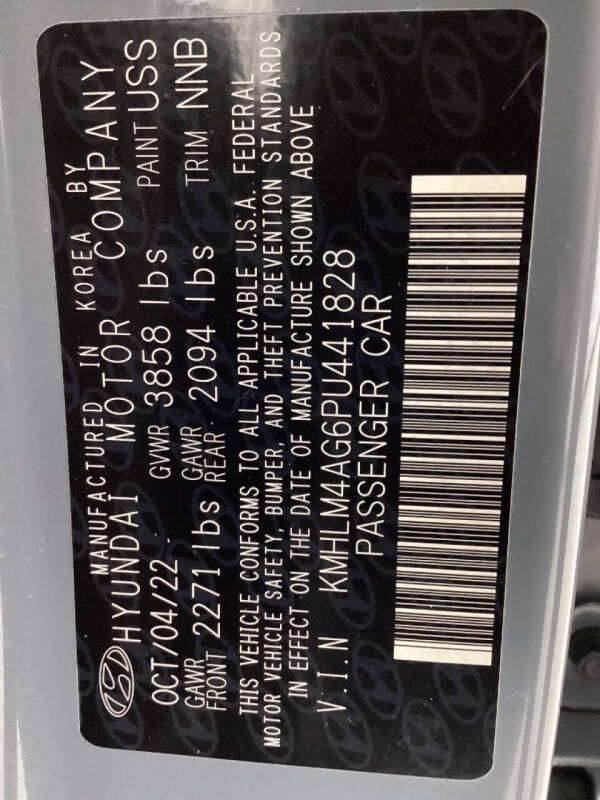 MANUFACTURED IN KOREA BY
HYUNDAI MOTOR COMPANY
OCT/04/22 GVWR 3858 lbs PAINT USS
GAWR FRONT 2271 lbs GAWR REAR 2094 lbs TRIM NNB
THIS VEHICLE CONFORMS TO ALL APPLICABLE U.S.A. FEDERAL
MOTOR VEHICLE SAFETY, BUMPER, AND THEFT PREVENTION STANDARDS
IN EFFECT ON THE DATE OF MANUFACTURE SHOWN ABOVE
V.I.N KMHLM4AG6PU441828
PASSENGER CAR